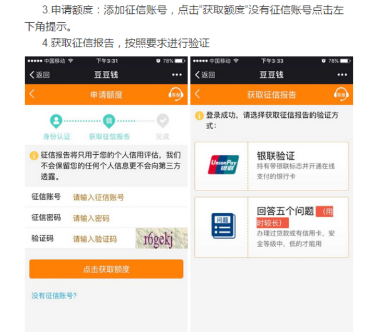 3.申请额度：添加征信账号，点击“获取额度”没有征信账号点击左
下角提示。
4.获取征信报告，按照要求进行验证
中国移动 下午3:31 78%
返回 豆豆钱
申请额度
身份认证 获取征信报告 完成
征信报告将只用于您的个人信用评估，我们
不会保留您的任何个人信息更不会向第三方
透露。
征信账号 请输入征信账号
征信密码 请输入密码
验证码 请输入验证码 r6gekj
点击获取额度
没有征信账号?
中国移动 下午3:33 78%
返回 豆豆钱
获取征信报告
登录成功，请选择获取征信报告的验证方
式：
UnionPay 银联
银联验证
持有带银联标志并开通在线
支付的银行卡
问题
回答五个问题（用
时较长）
办理过贷款或有信用卡，安
全等级中、低的才能用